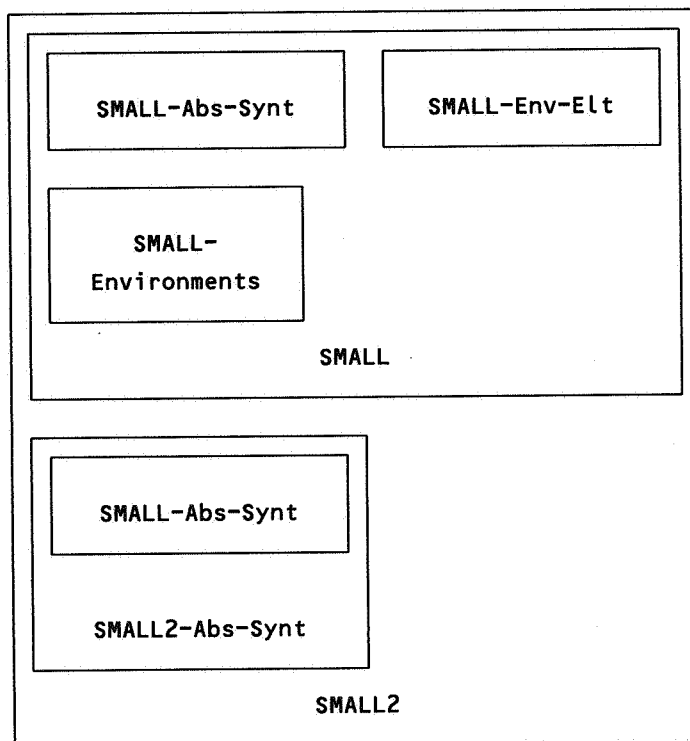 SMALL-Abs-Synt
SMALL-Env-Elt
SMALL-
Environments
SMALL
SMALL-Abs-Synt
SMALL2-Abs-Synt
SMALL2